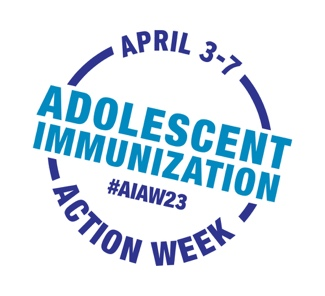 APRIL 3-7
ADOLESCENT
IMMUNIZATION
#AIAW23
ACTION WEEK